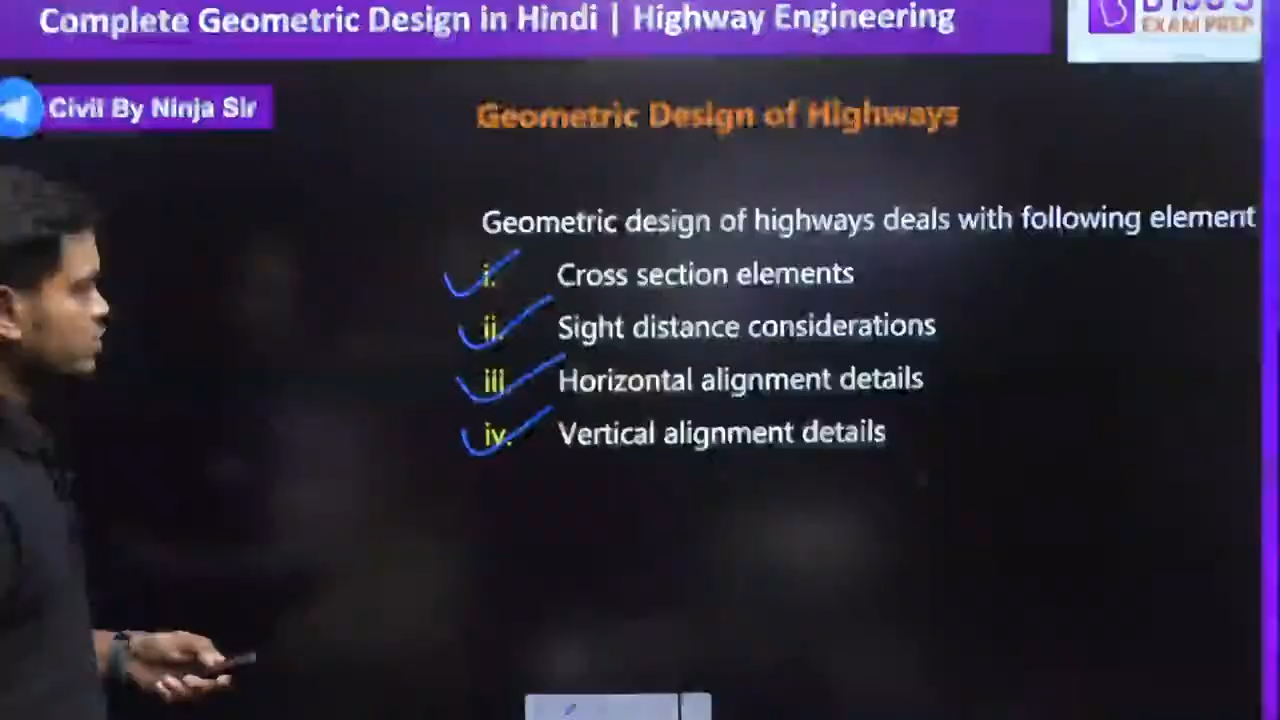 Complete Geometric Design in Hindi | Highway Engineering
EXAM PREP
Civil By Ninja Sir
Geometric Design of Highways
Geometric design of highways deals with following element
i. Cross section elements
ii. Sight distance considerations
iii. Horizontal alignment details
iv. Vertical alignment details